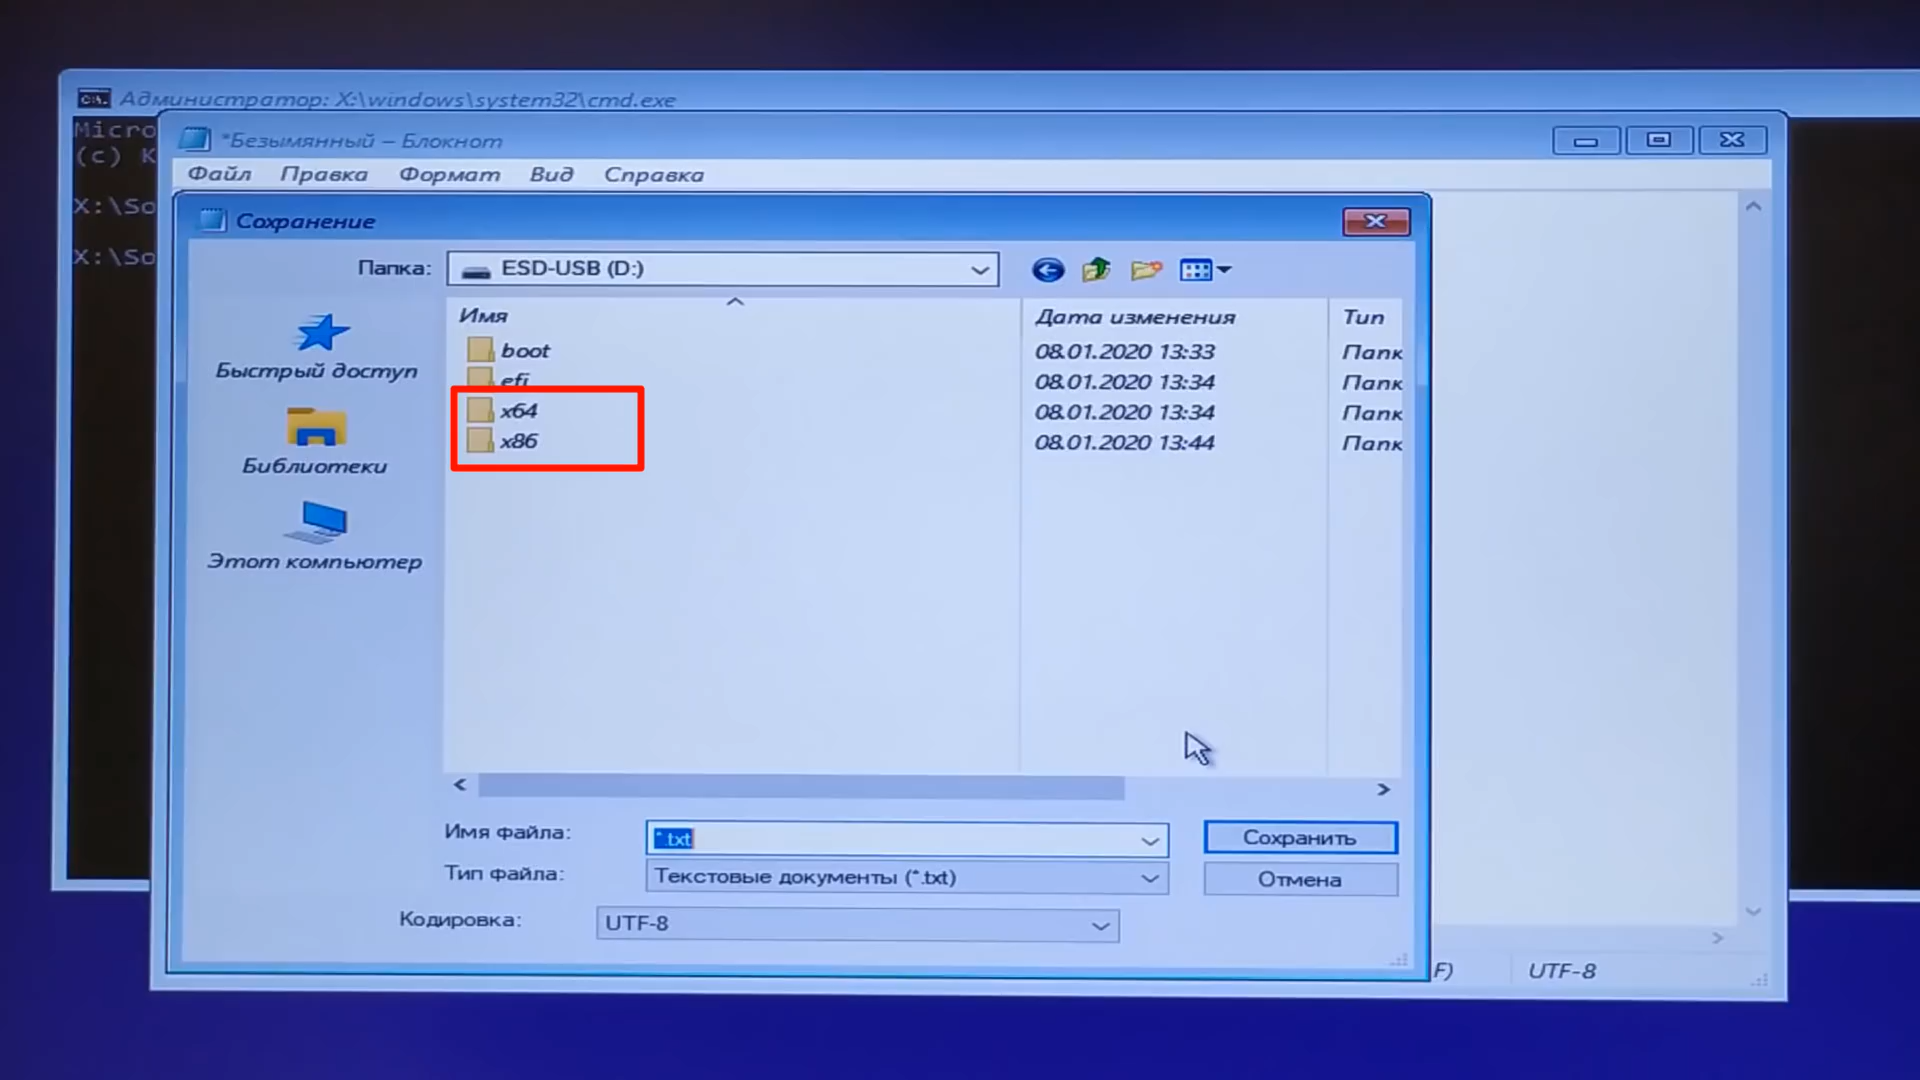 Администратор: X:\windows\system32\cmd.exe
Micro
(c) К
X:\So
X:\So
*Безымянный – Блокнот
Файл Правка Формат Вид Справка
Сохранение
Папка: ESD-USB (D:)
Быстрый доступ
Библиотеки
Этот компьютер
Имя Дата изменения Тип
boot 08.01.2020 13:33 Папк
efi 08.01.2020 13:34 Папк
x64 08.01.2020 13:34 Папк
x86 08.01.2020 13:44 Папк
Имя файла: *.txt Сохранить
Тип файла: Текстовые документы (*.txt) Отмена
Кодировка: UTF-8
F) UTF-8